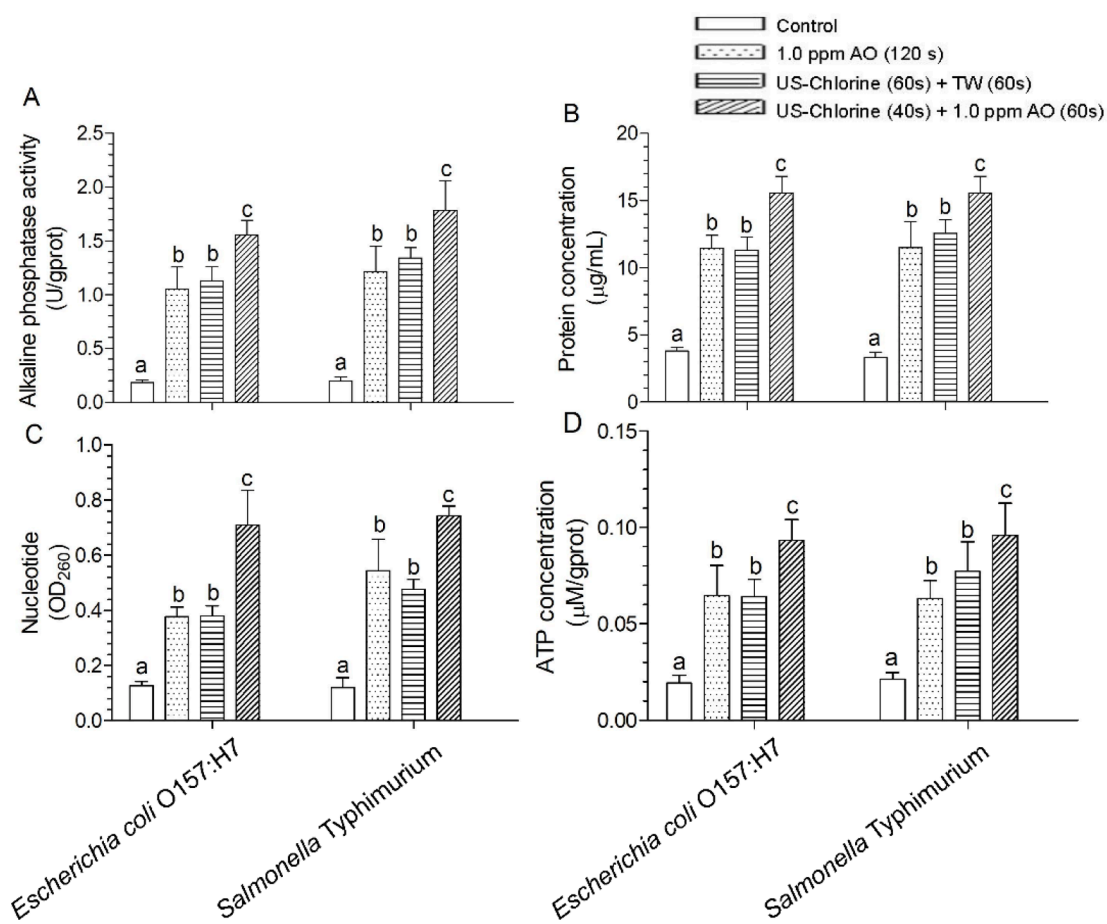 Control
1.0 ppm AO (120 s)
US-Chlorine (60s) + TW (60s)
US-Chlorine (40s) + 1.0 ppm AO (60s)
A
Alkaline phosphatase activity
(U/gprot)
2.5
2.0
1.5
1.0
0.5
0.0
a
b
b
c
a
b
b
c
B
Protein concentration
(μg/mL)
20
15
10
5
0
a
b
b
c
a
b
b
c
C
Nucleotide
(OD260)
1.0
0.8
0.6
0.4
0.2
0.0
a
b
b
c
a
b
b
c
Escherichia coli O157:H7
Salmonella Typhimurium
D
ATP concentration
(μM/gprot)
0.15
0.10
0.05
0.00
a
b
b
c
a
b
b
c
Escherichia coli O157:H7
Salmonella Typhimurium